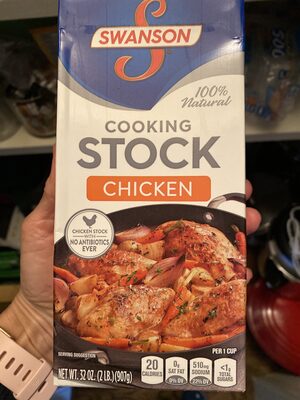 SWANSON
S
100%
Natural
COOKING
STOCK
CHICKEN
CHICKEN STOCK
WITH
NO ANTIBIOTICS
EVER
PER 1 CUP
SERVING SUGGESTION
20
CALORIES
0g
SAT FAT
0% DV
510mg
SODIUM
22% DV
<1g
TOTAL
SUGARS
NET WT. 32 OZ. (2 LB.) (907g)